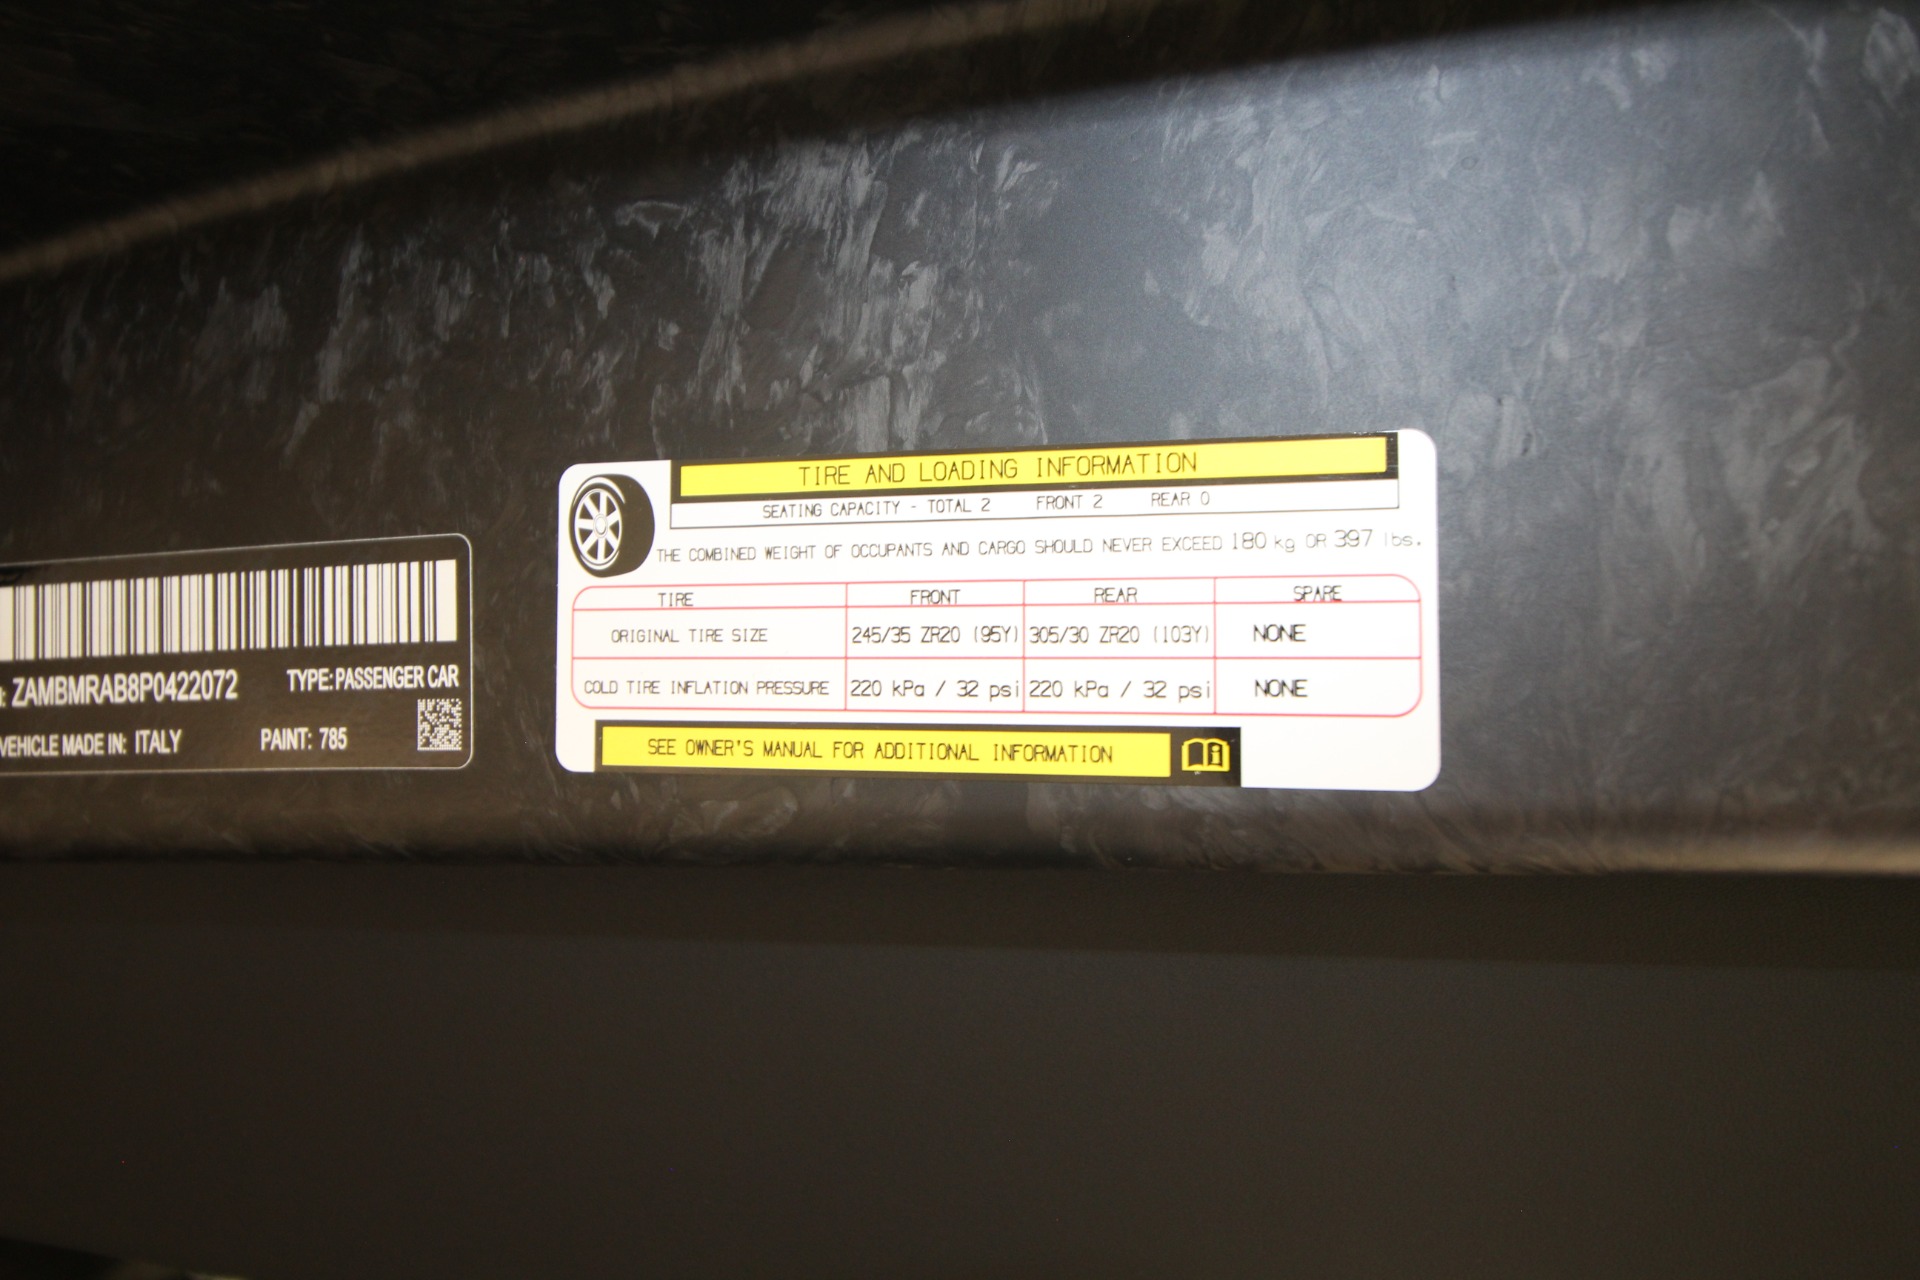 TIRE AND LOADING INFORMATION
SEATING CAPACITY - TOTAL 2 FRONT 2 REAR 0
THE COMBINED WEIGHT OF OCCUPANTS AND CARGO SHOULD NEVER EXCEED 180 kg OR 397 lbs.
TIRE FRONT REAR SPARE
ORIGINAL TIRE SIZE 245/35 ZR20 (95Y) 305/30 ZR20 (103Y) NONE
COLD TIRE INFLATION PRESSURE 220 kPa / 32 psi 220 kPa / 32 psi NONE
SEE OWNER'S MANUAL FOR ADDITIONAL INFORMATION
ZAMBMRAB8P0422072 TYPE: PASSENGER CAR
VEHICLE MADE IN: ITALY PAINT: 785